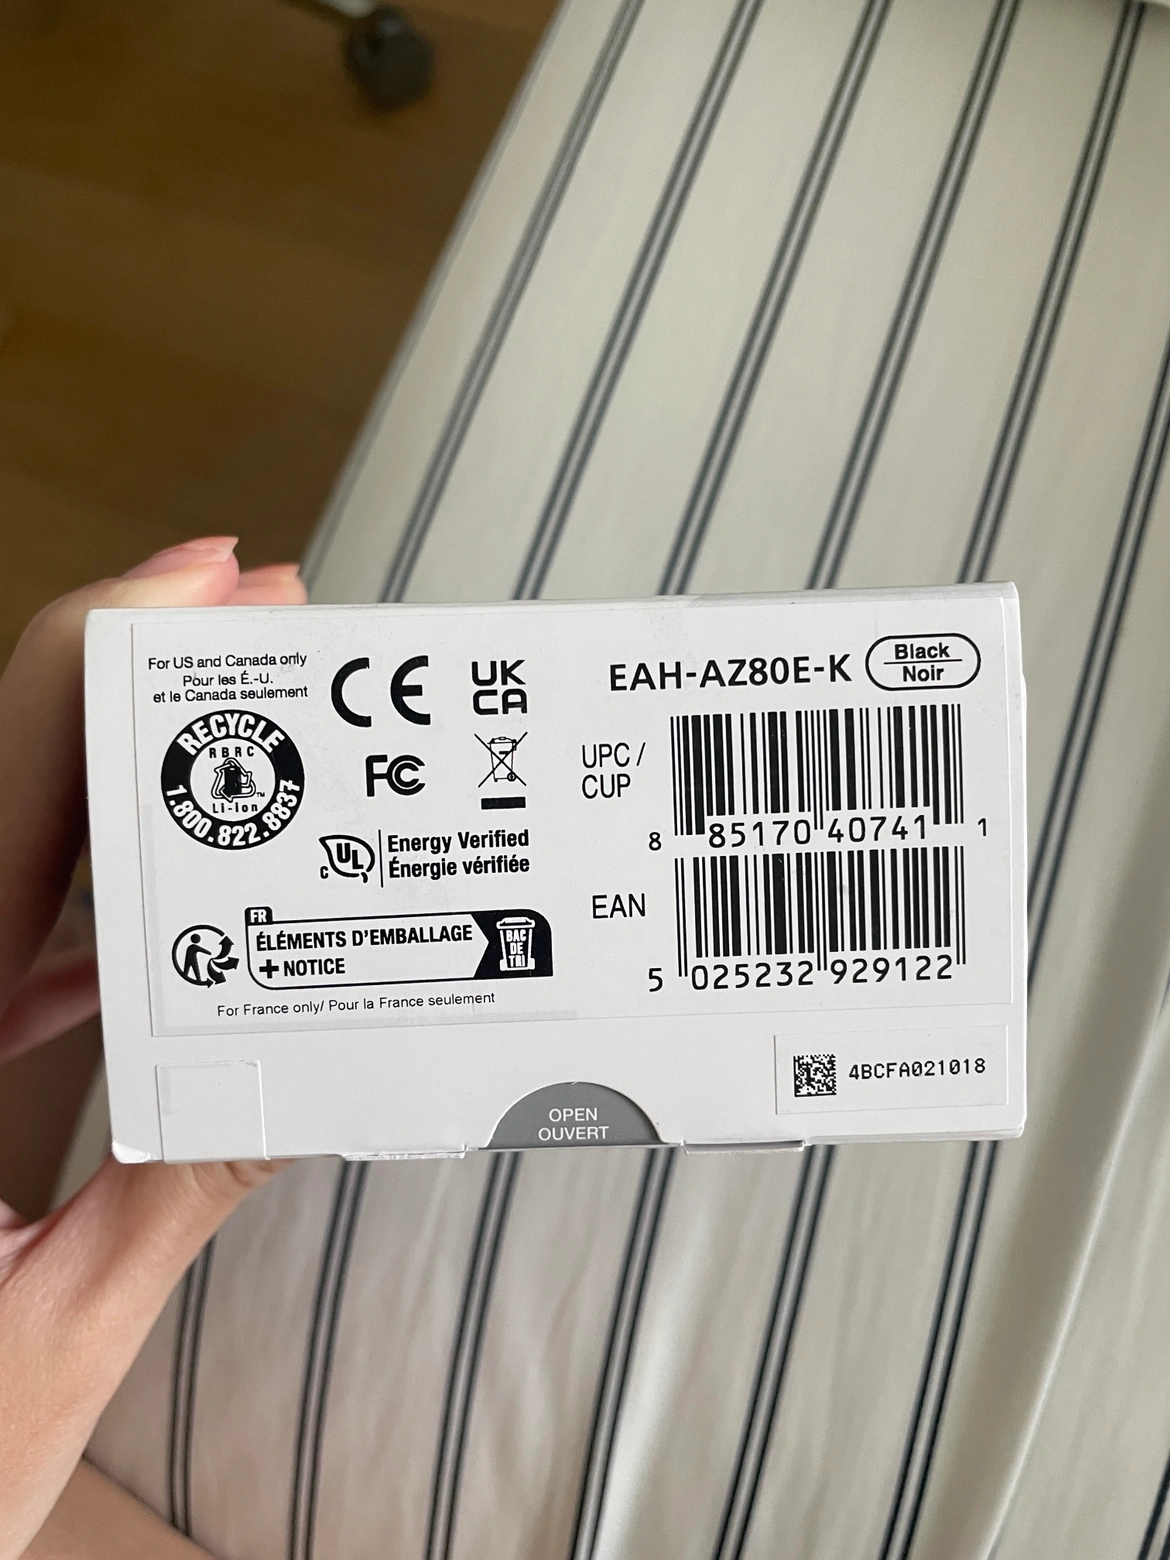 For US and Canada only
Pour les É.-U.
et le Canada seulement
RECYCLE
RBRC
Li-ion
TM
1.800.822.8837
CE
UK
CA
FC
c UL
Energy Verified
Énergie vérifiée
FR
ÉLÉMENTS D'EMBALLAGE
+ NOTICE
BAC
DE
TRI
For France only/ Pour la France seulement
EAH-AZ80E-K
Black
Noir
UPC /
CUP
8 85170 40741 1
EAN
5 025232 929122
4BCFA021018
OPEN
OUVERT